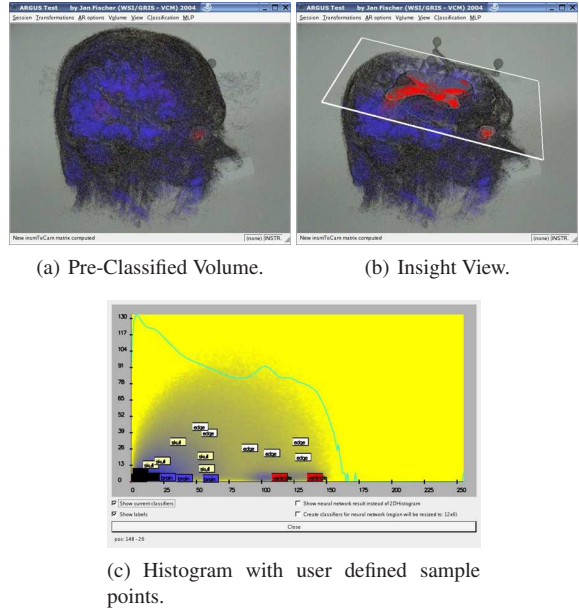 ARGUS Test by Jan Fischer (WSI/GRIS - VCM) 2004
Session Transformations AR options Volume View Classification MLP
New insmToCam matrix computed
(none) INSTR.
ARGUS Test by Jan Fischer (WSI/GRIS - VCM) 2004
Session Transformations AR options Volume View Classification MLP
New insmToCam matrix computed
(none) INSTR.
(a) Pre-Classified Volume.
(b) Insight View.
130
117
104
91
78
65
52
39
26
13
0
edge
edge
skull
edge
edge
edge
edge
skull
skull
skull
skull
brain
brain
brain
0 25 50 75 100 125 150 175 200 225 250
Show current classifiers
Show neural network result instead of 2DHistogram
Show labels
Create classifiers for neural network (region will be resized to: 12x6)
Close
pos: 148 - 26
(c) Histogram with user defined sample
points.